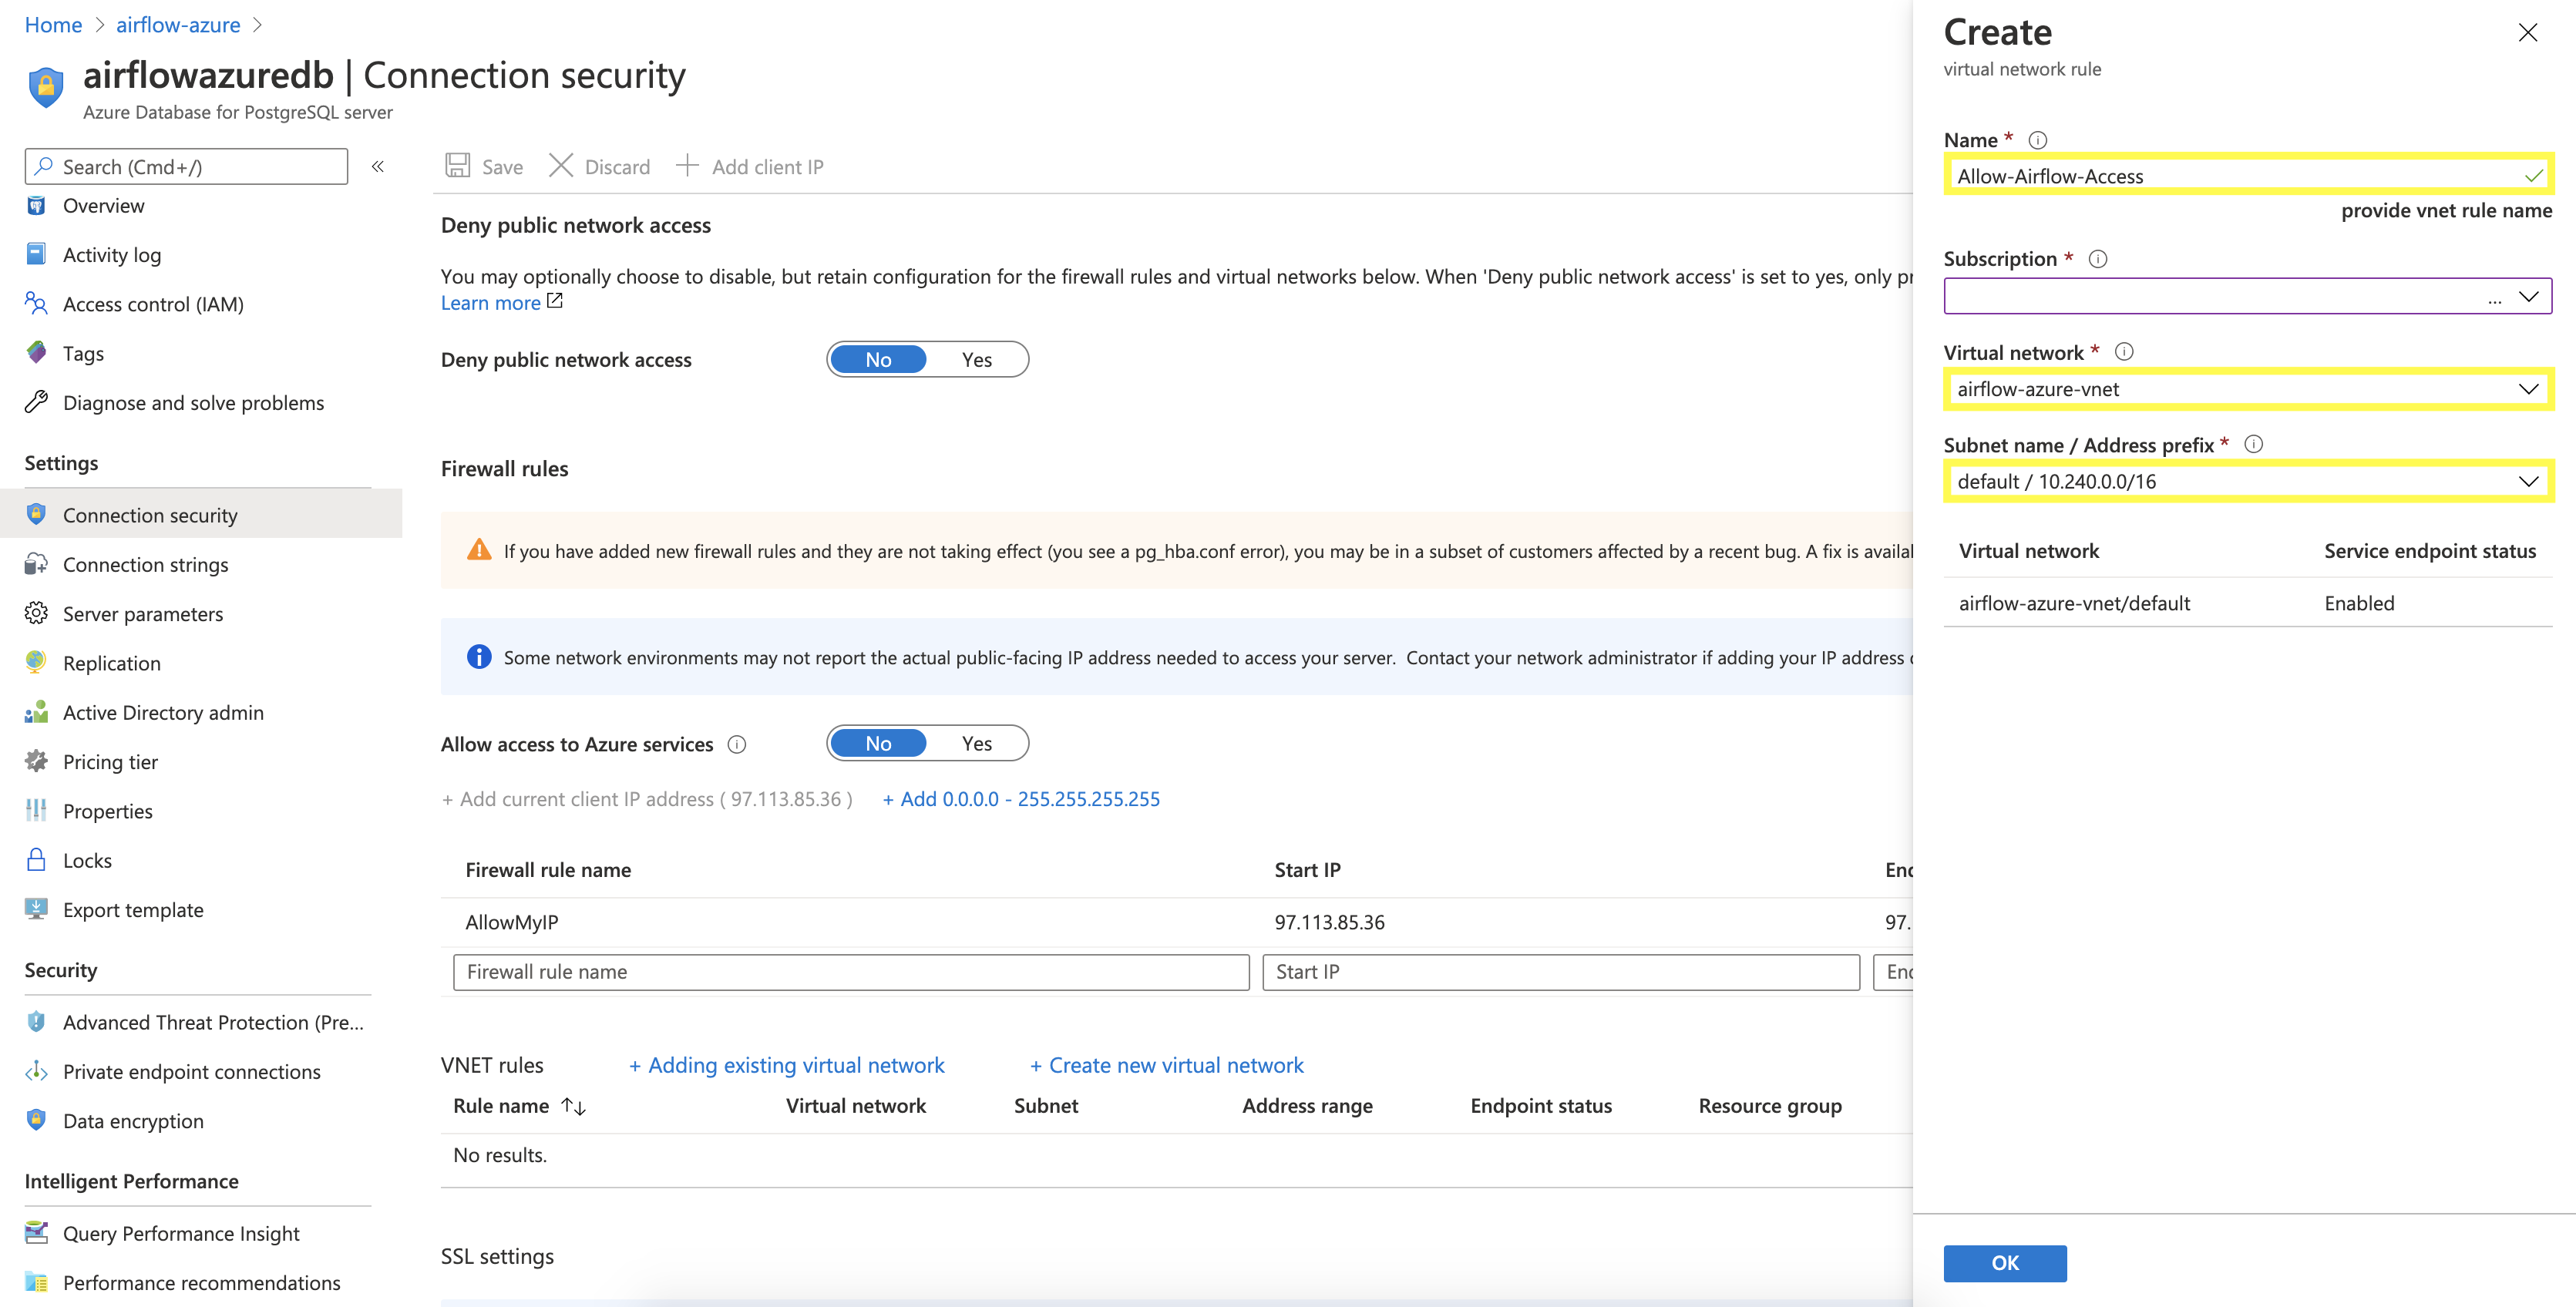 Home > airflow-azure >
airflowazuredb | Connection security
Azure Database for PostgreSQL server
Search (Cmd+/)
«
Overview
Activity log
Access control (IAM)
Tags
Diagnose and solve problems
Settings
Connection security
Connection strings
Server parameters
Replication
Active Directory admin
Pricing tier
Properties
Locks
Export template
Security
Advanced Threat Protection (Pre...
Private endpoint connections
Data encryption
Intelligent Performance
Query Performance Insight
Performance recommendations
Save Discard Add client IP
Deny public network access
You may optionally choose to disable, but retain configuration for the firewall rules and virtual networks below. When 'Deny public network access' is set to yes, only pr
Learn more
Deny public network access No Yes
Firewall rules
If you have added new firewall rules and they are not taking effect (you see a pg_hba.conf error), you may be in a subset of customers affected by a recent bug. A fix is availal
Some network environments may not report the actual public-facing IP address needed to access your server. Contact your network administrator if adding your IP address
Allow access to Azure services No Yes
+ Add current client IP address ( 97.113.85.36 ) + Add 0.0.0.0 - 255.255.255.255
Firewall rule name Start IP Enc
AllowMyIP 97.113.85.36 97.
Firewall rule name Start IP Enc
VNET rules + Adding existing virtual network + Create new virtual network
Rule name Virtual network Subnet Address range Endpoint status Resource group
No results.
SSL settings
Create
virtual network rule
Name *
Allow-Airflow-Access
provide vnet rule name
Subscription *
...
Virtual network *
airflow-azure-vnet
Subnet name / Address prefix *
default / 10.240.0.0/16
Virtual network Service endpoint status
airflow-azure-vnet/default Enabled
OK